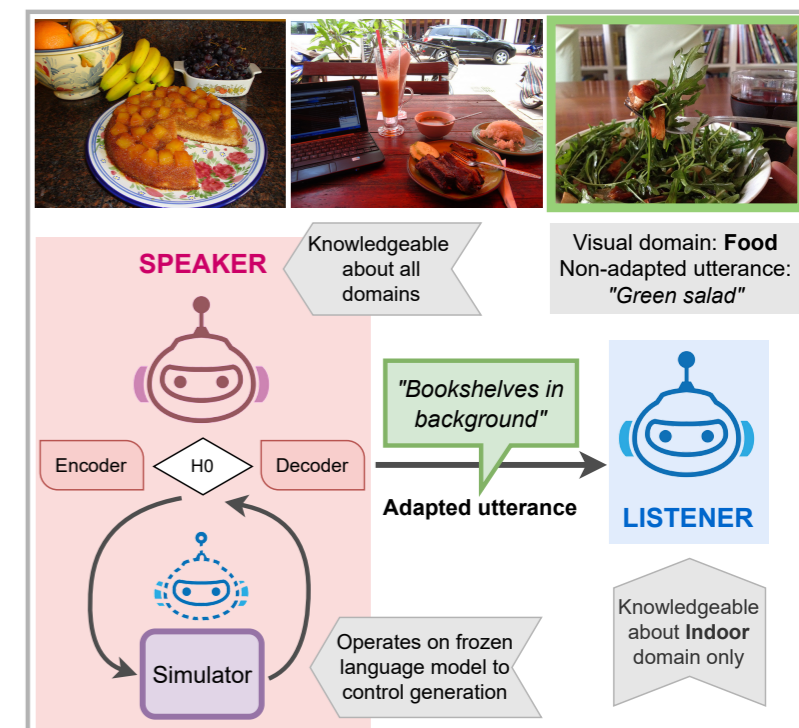 SPEAKER
Knowledgeable
about all
domains
Visual domain: Food
Non-adapted utterance:
"Green salad"
"Bookshelves in
background"
Encoder
H0
Decoder
Adapted utterance
LISTENER
Simulator
Operates on frozen
language model to
control generation
Knowledgeable
about Indoor
domain only